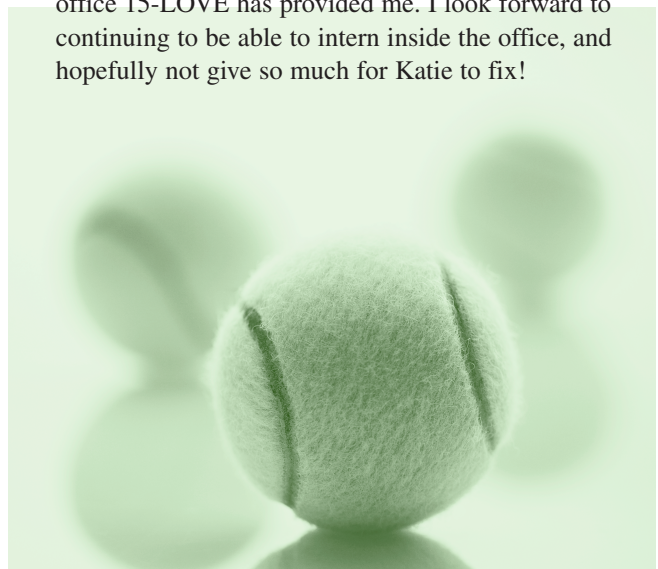 office 15-LOVE has provided me. I look forward to
continuing to be able to intern inside the office, and
hopefully not give so much for Katie to fix!